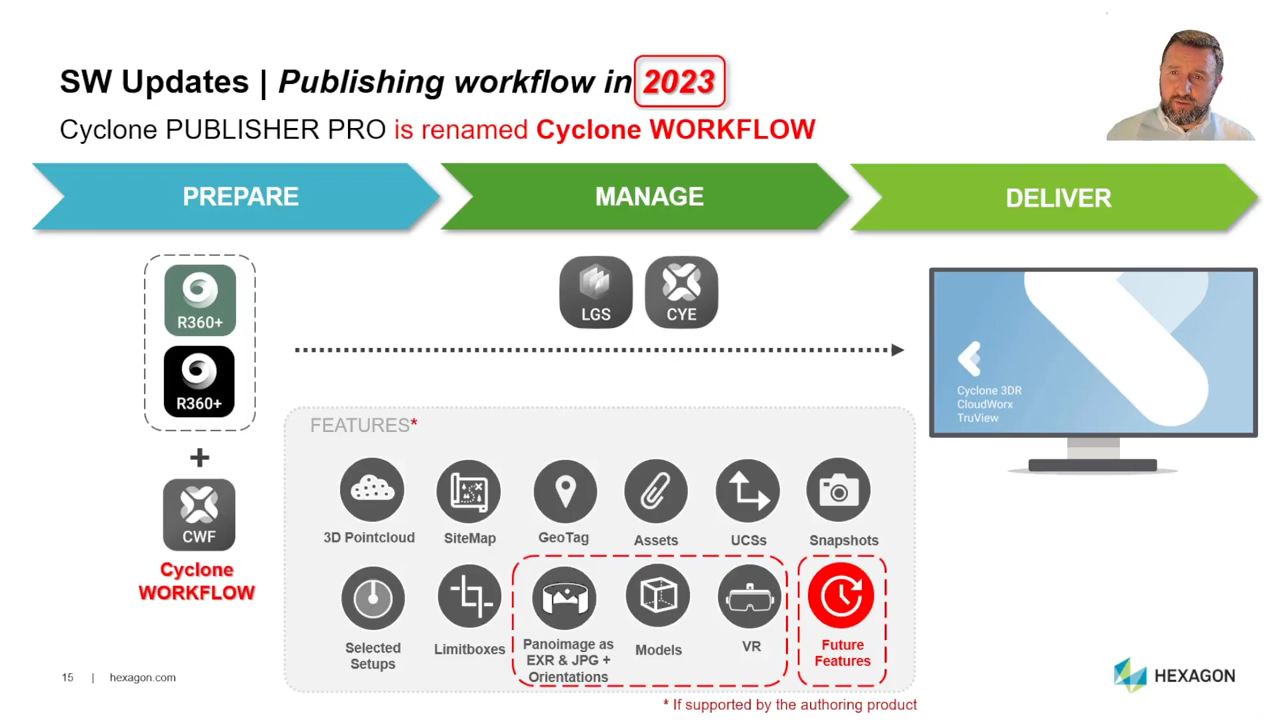 SW Updates | Publishing workflow in 2023
Cyclone PUBLISHER PRO is renamed Cyclone WORKFLOW
PREPARE
MANAGE
DELIVER
R360+
R360+
+
CWF
Cyclone
WORKFLOW
LGS
CYE
Cyclone 3DR
CloudWorx
TruView
FEATURES*
3D Pointcloud
SiteMap
GeoTag
Assets
UCSs
Snapshots
Selected
Setups
Limitboxes
Panoimage as
EXR & JPG +
Orientations
Models
VR
Future
Features
* If supported by the authoring product
15 | hexagon.com
HEXAGON